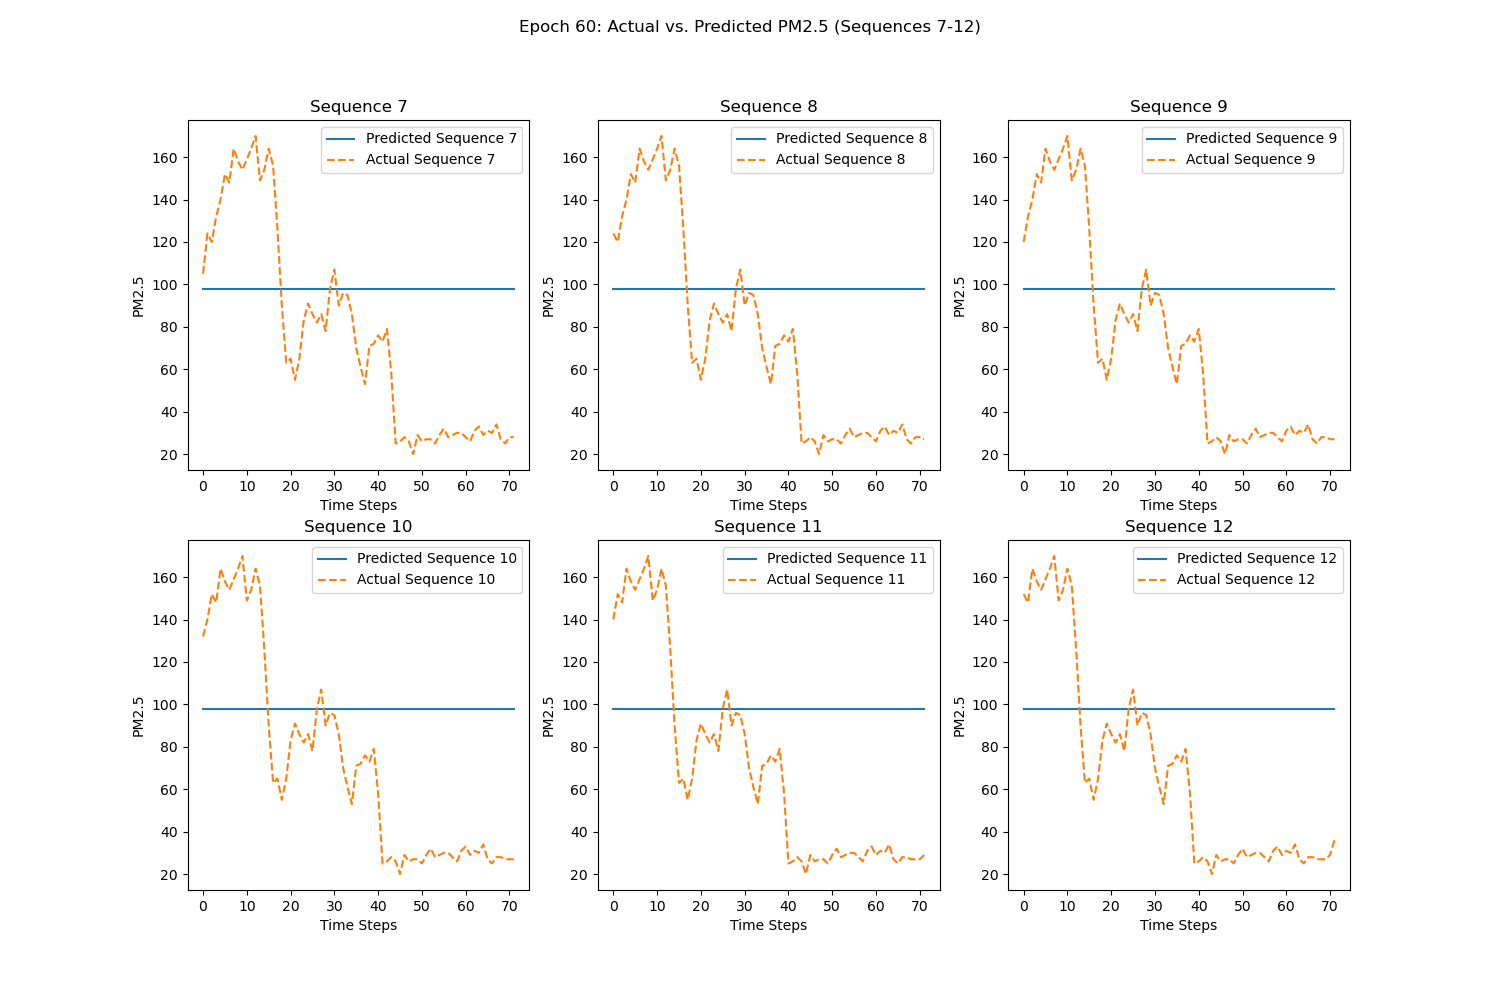 Epoch 60: Actual vs. Predicted PM2.5 (Sequences 7-12)
Sequence 7
Predicted Sequence 7
Actual Sequence 7
PM2.5
160
140
120
100
80
60
40
20
0 10 20 30 40 50 60 70
Time Steps
Sequence 8
Predicted Sequence 8
Actual Sequence 8
PM2.5
160
140
120
100
80
60
40
20
0 10 20 30 40 50 60 70
Time Steps
Sequence 9
Predicted Sequence 9
Actual Sequence 9
PM2.5
160
140
120
100
80
60
40
20
0 10 20 30 40 50 60 70
Time Steps
Sequence 10
Predicted Sequence 10
Actual Sequence 10
PM2.5
160
140
120
100
80
60
40
20
0 10 20 30 40 50 60 70
Time Steps
Sequence 11
Predicted Sequence 11
Actual Sequence 11
PM2.5
160
140
120
100
80
60
40
20
0 10 20 30 40 50 60 70
Time Steps
Sequence 12
Predicted Sequence 12
Actual Sequence 12
PM2.5
160
140
120
100
80
60
40
20
0 10 20 30 40 50 60 70
Time Steps